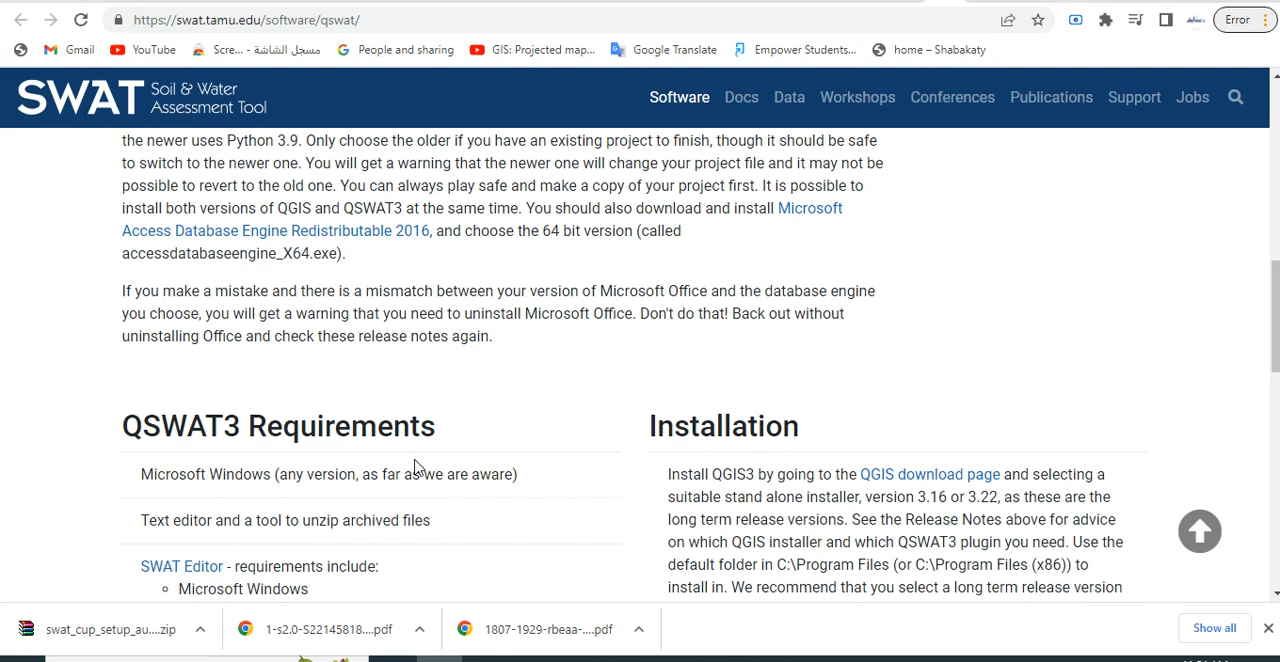 https://swat.tamu.edu/software/qswat/
Error
Gmail
YouTube
Scre... - مسجل الشاشة
People and sharing
GIS: Projected map...
Google Translate
Empower Students...
home – Shabakaty
SWAT Soil & Water
Assessment Tool
Software Docs Data Workshops Conferences Publications Support Jobs
the newer uses Python 3.9. Only choose the older if you have an existing project to finish, though it should be safe
to switch to the newer one. You will get a warning that the newer one will change your project file and it may not be
possible to revert to the old one. You can always play safe and make a copy of your project first. It is possible to
install both versions of QGIS and QSWAT3 at the same time. You should also download and install Microsoft
Access Database Engine Redistributable 2016, and choose the 64 bit version (called
accessdatabaseengine_X64.exe).
If you make a mistake and there is a mismatch between your version of Microsoft Office and the database engine
you choose, you will get a warning that you need to uninstall Microsoft Office. Don't do that! Back out without
uninstalling Office and check these release notes again.
QSWAT3 Requirements
Microsoft Windows (any version, as far as we are aware)
Text editor and a tool to unzip archived files
SWAT Editor - requirements include:
Microsoft Windows
Installation
Install QGIS3 by going to the QGIS download page and selecting a
suitable stand alone installer, version 3.16 or 3.22, as these are the
long term release versions. See the Release Notes above for advice
on which QGIS installer and which QSWAT3 plugin you need. Use the
default folder in C:\Program Files (or C:\Program Files (x86)) to
install in. We recommend that you select a long term release version
swat_cup_setup_au....zip
1-s2.0-S22145818....pdf
1807-1929-rbeaa-....pdf
Show all